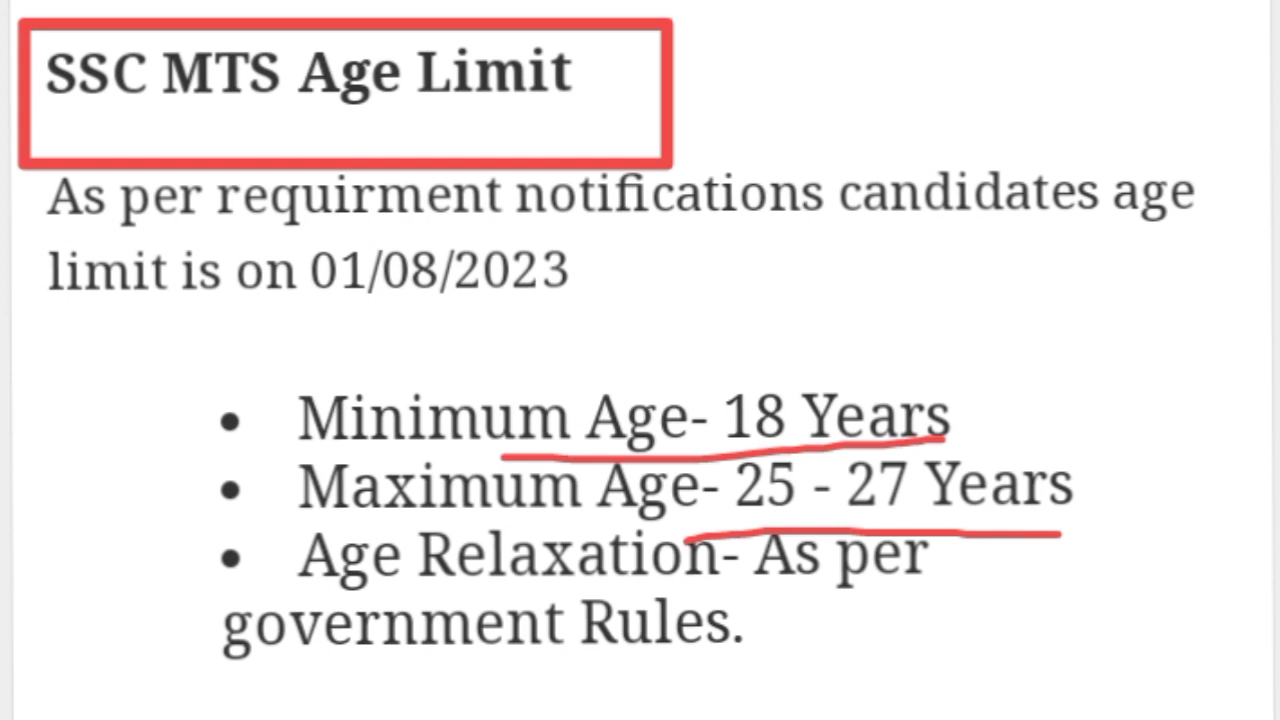 SSC MTS Age Limit
As per requirment notifications candidates age
limit is on 01/08/2023
• Minimum Age- 18 Years
• Maximum Age- 25 - 27 Years
• Age Relaxation- As per
government Rules.